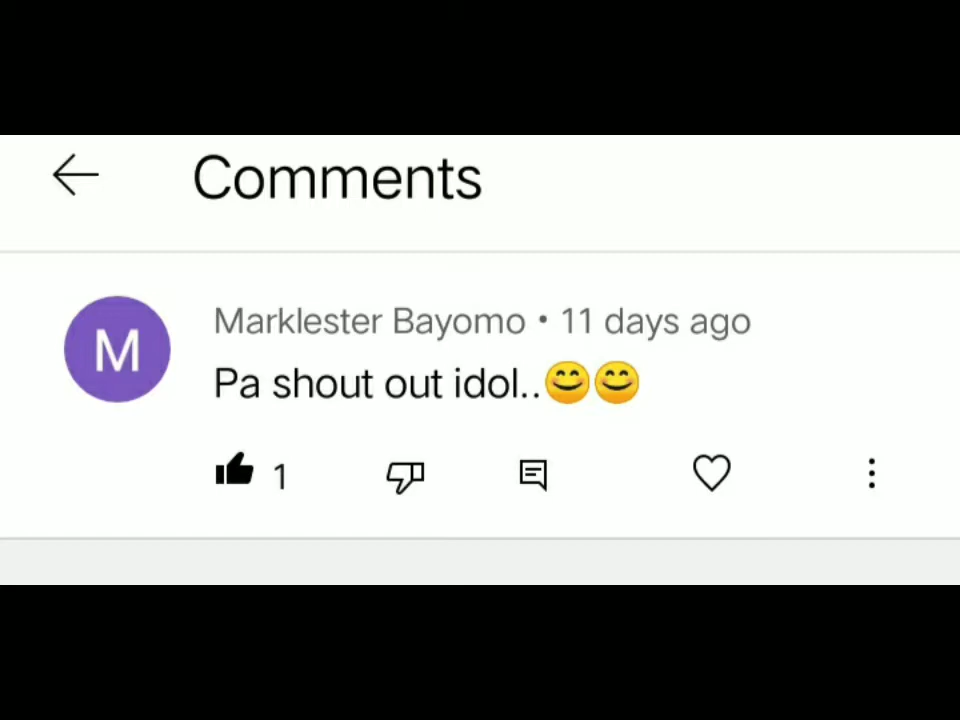 Comments
M
Marklester Bayomo • 11 days ago
Pa shout out idol..😊😊
1